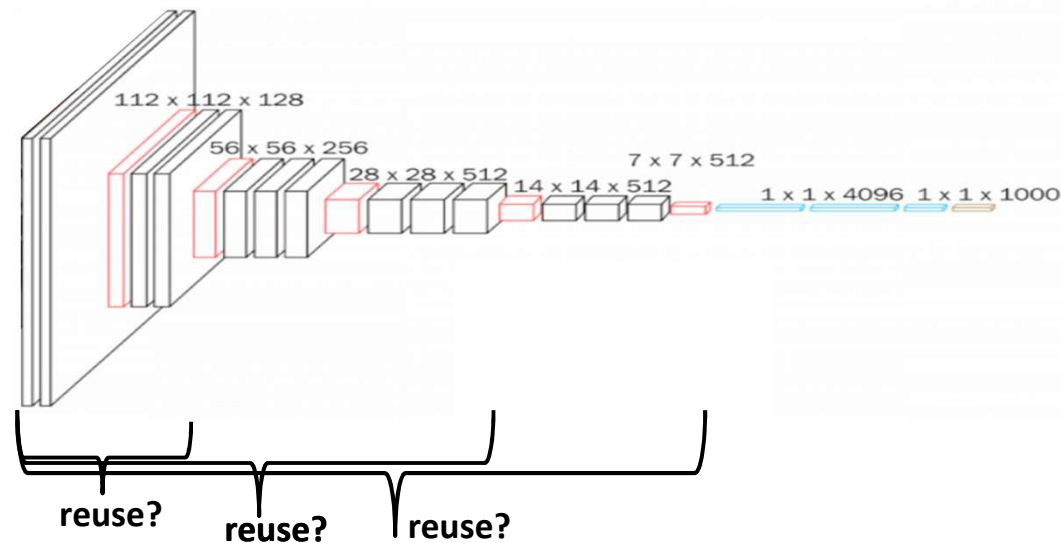 112 x 112 x 128
56 x 56 x 256
28 x 28 x 512
14 x 14 x 512
7 x 7 x 512
1 x 1 x 4096
1 x 1 x 1000
reuse?
reuse?
reuse?